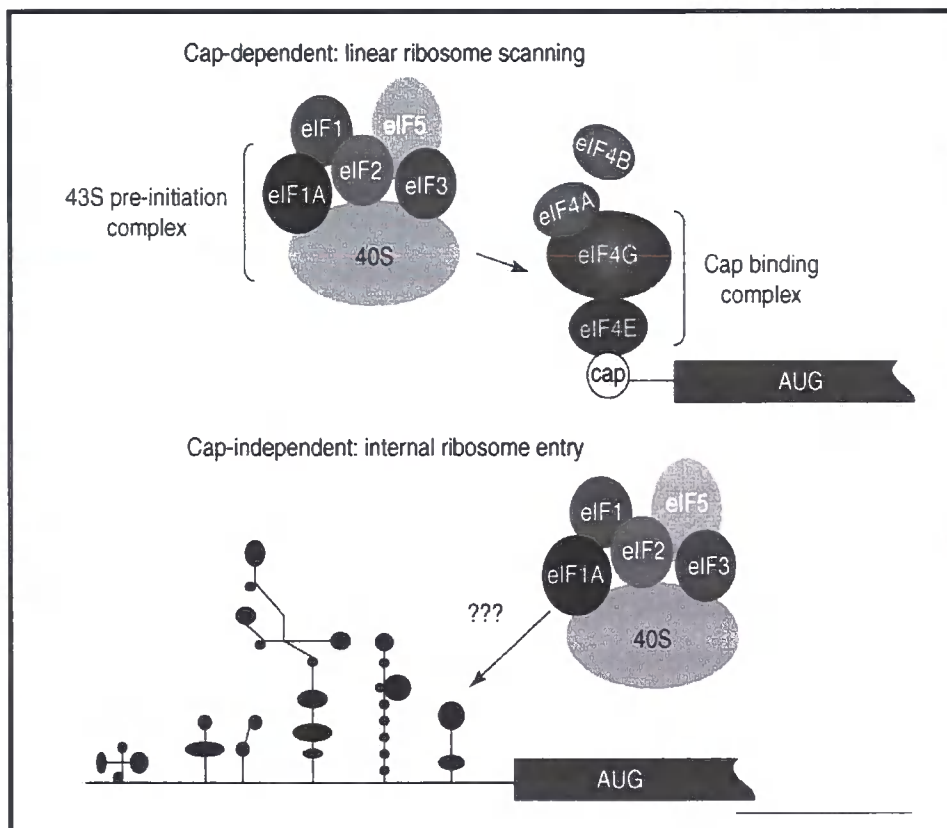 Cap-dependent: linear ribosome scanning
eIF1
eIF5
eIF4B
eIF2
eIF1A
eIF3
eIF4A
43S pre-initiation
complex
40S
eIF4G
Cap binding
complex
eIF4E
cap
AUG
Cap-independent: internal ribosome entry
eIF1
eIF5
eIF1A
eIF2
eIF3
???
40S
AUG